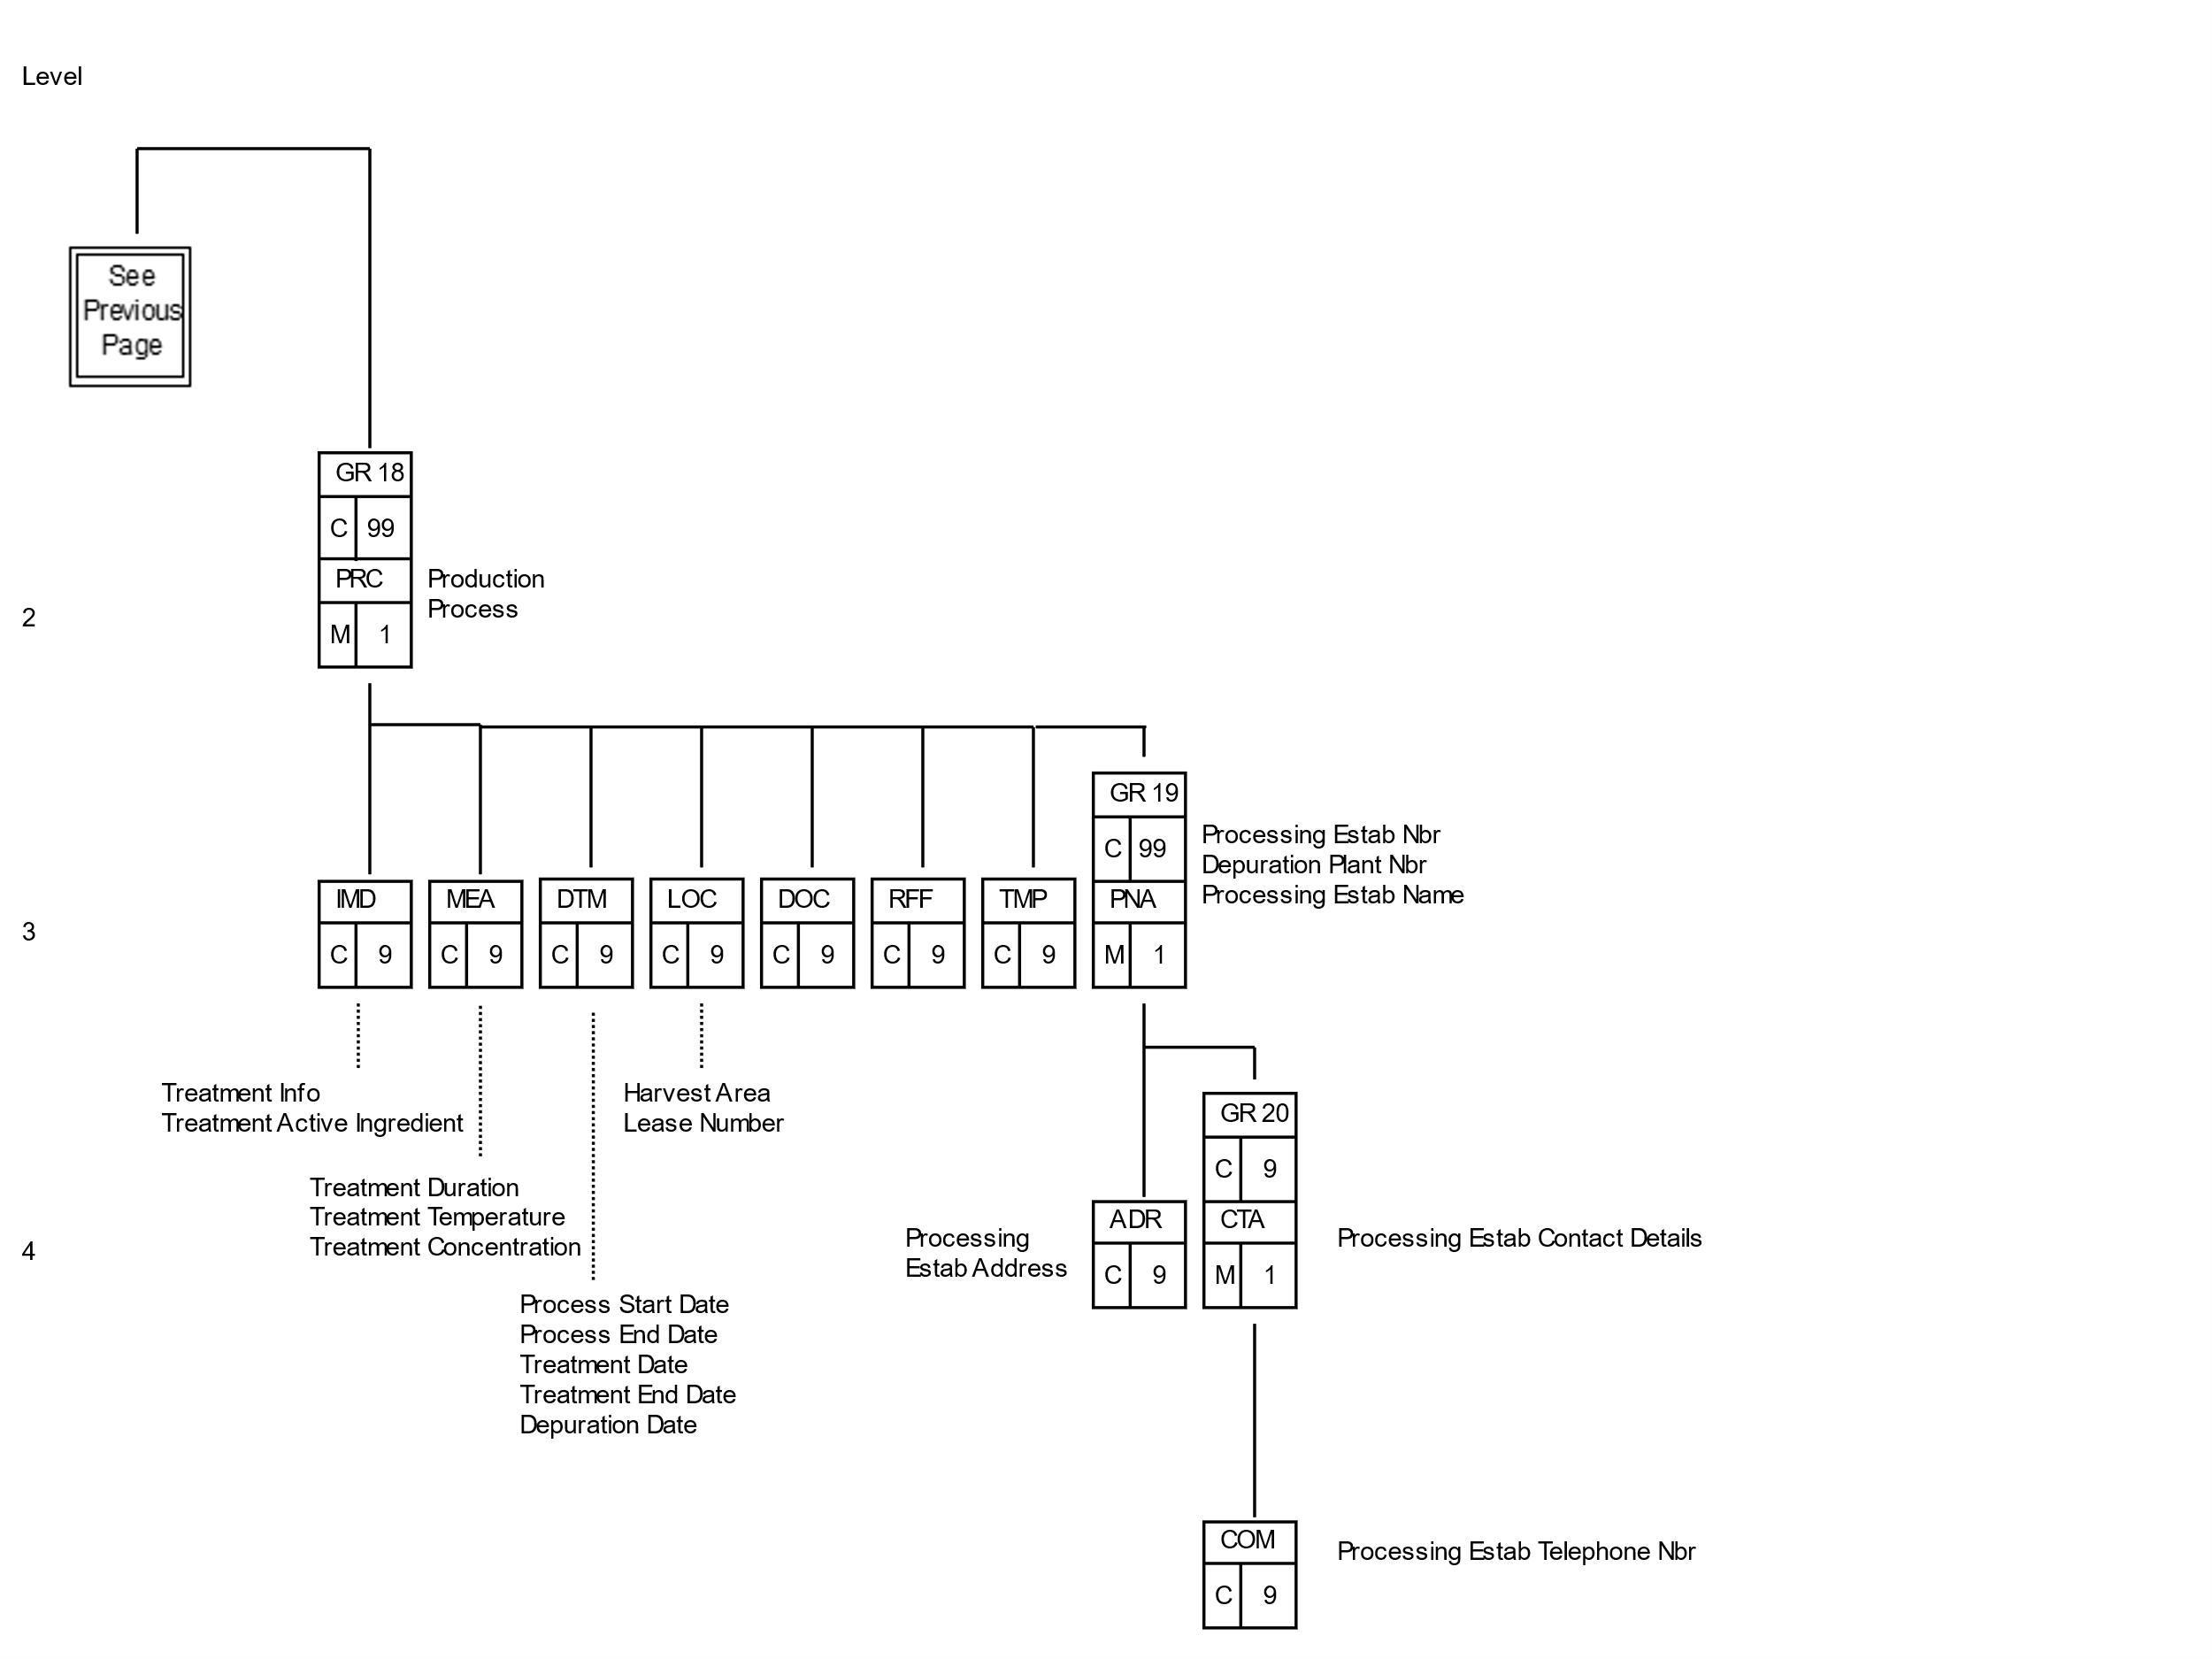 Level
See
Previous
Page
GR 18
C 99
PRC
Production
Process
2
M 1
GR 19
C 99
Processing Estab Nbr
Depuration Plant Nbr
Processing Estab Name
IMD MEA DTM LOC DOC RFF TMP PNA
3
C 9 C 9 C 9 C 9 C 9 C 9 C 9 M 1
Treatment Info
Treatment Active Ingredient
Harvest Area
Lease Number
GR 20
C 9
Treatment Duration
Treatment Temperature
Treatment Concentration
4
Processing
Estab Address
ADR CTA
C 9 M 1
Processing Estab Contact Details
Process Start Date
Process End Date
Treatment Date
Treatment End Date
Depuration Date
COM
C 9
Processing Estab Telephone Nbr